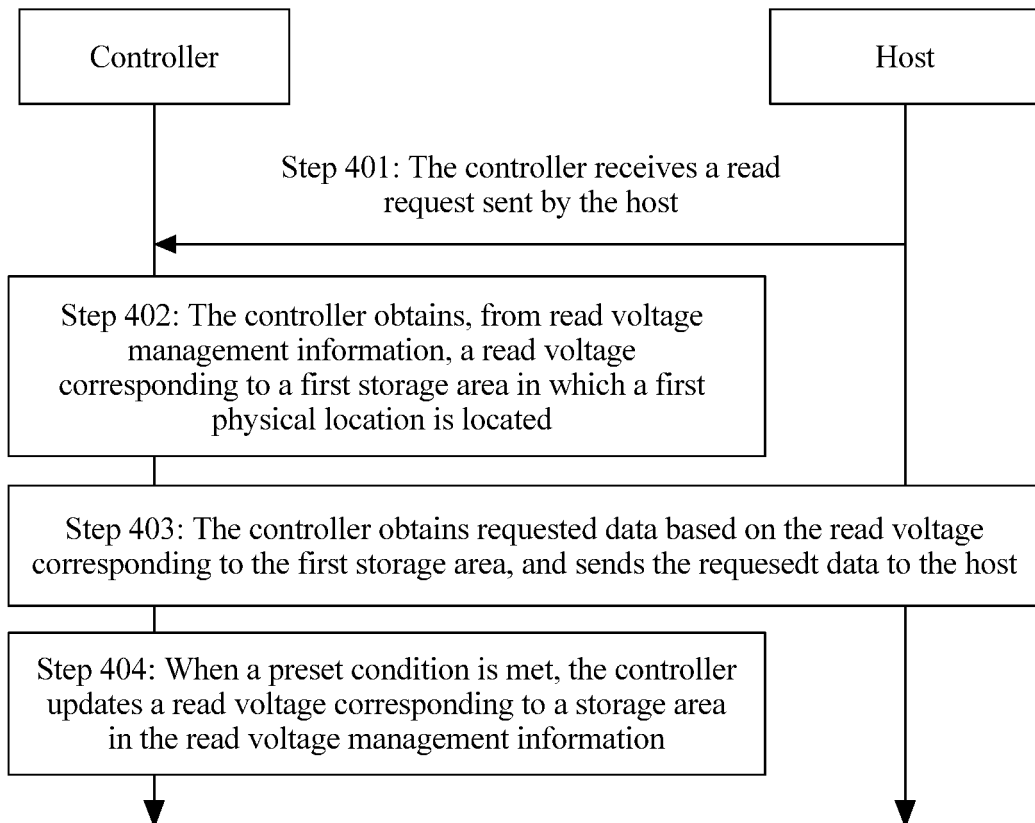 Controller
Host
Step 401: The controller receives a read
request sent by the host
Step 402: The controller obtains, from read voltage
management information, a read voltage
corresponding to a first storage area in which a first
physical location is located
Step 403: The controller obtains requested data based on the read voltage
corresponding to the first storage area, and sends the requesedt data to the host
Step 404: When a preset condition is met, the controller
updates a read voltage corresponding to a storage area
in the read voltage management information